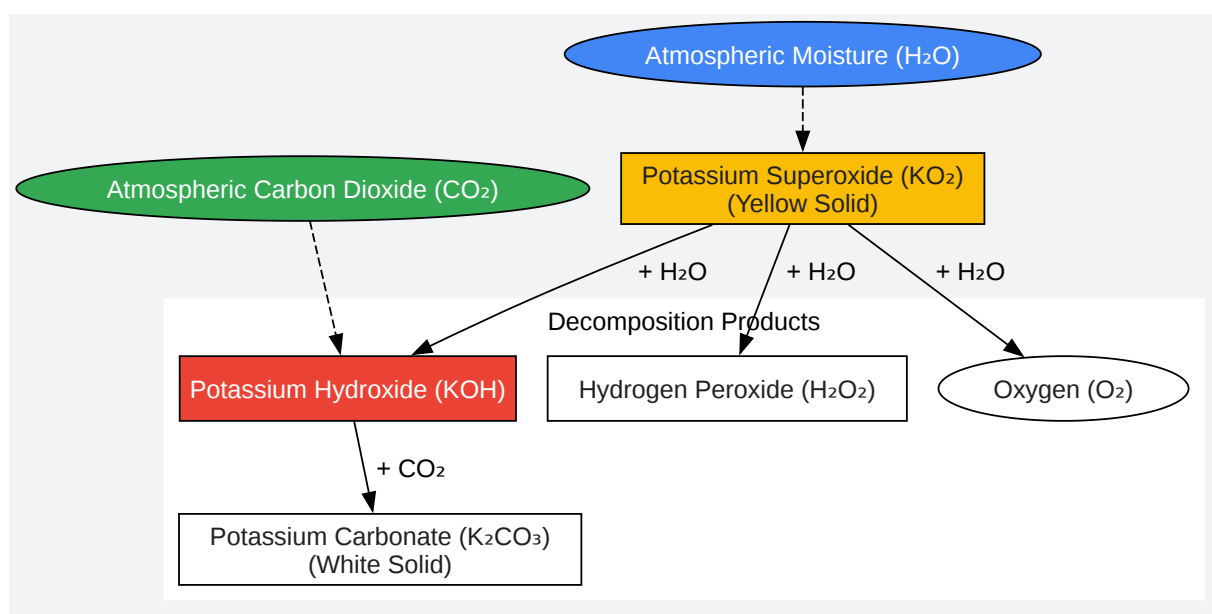 Atmospheric Moisture (H₂O)
Atmospheric Carbon Dioxide (CO₂)
Potassium Superoxide (KO₂)
(Yellow Solid)
+ H₂O
+ H₂O
+ H₂O
Decomposition Products
Potassium Hydroxide (KOH)
Hydrogen Peroxide (H₂O₂)
Oxygen (O₂)
+ CO₂
Potassium Carbonate (K₂CO₃)
(White Solid)